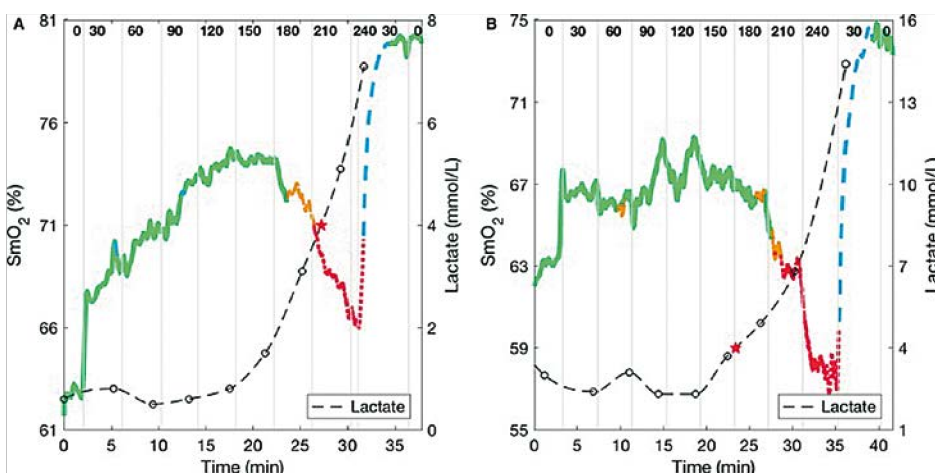 A
0 30 60 90 120 150 180 210 240 30 0
81
76
71
66
61
SmO2 (%)
8
6
4
2
0
Lactate (mmol/L)
Lactate
0 5 10 15 20 25 30 35
Time (min)
B
0 30 60 90 120 150 180 210 240 30 0
75
71
67
63
59
55
SmO2 (%)
16
13
10
7
4
1
Lactate (mmol/L)
Lactate
0 5 10 15 20 25 30 35 40
Time (min)